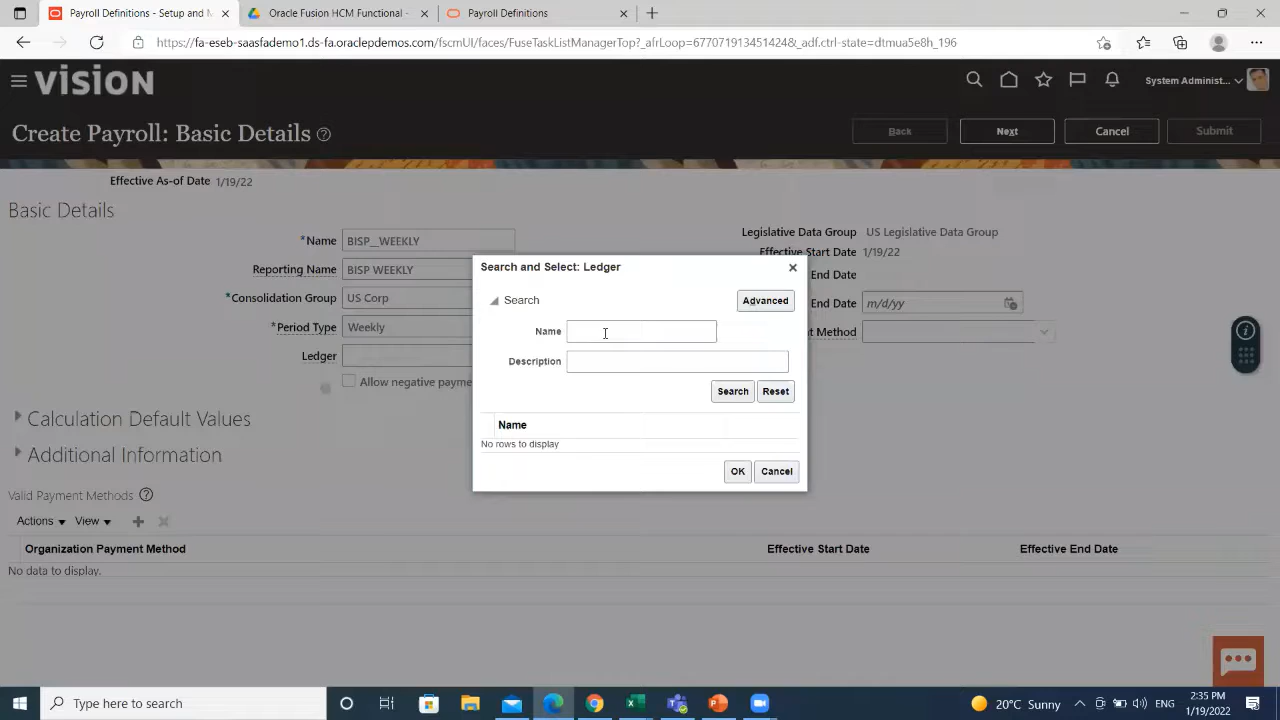 Payroll Definitions - Setup and M
Oracle Fusion HCM Functional -
Payroll Definitions
https://fa-eseb-saasfademo1.ds-fa.oraclepdemos.com/fscmUI/faces/FuseTaskListManagerTop?_afrLoop=6770719134514248&_adf.ctrl-state=dtmua5e8h_196
VISION
System Administ...
Create Payroll: Basic Details
Back
Next
Cancel
Submit
Effective As-of Date 1/19/22
Basic Details
*Name BISP__WEEKLY
Legislative Data Group US Legislative Data Group
Effective Start Date 1/19/22
Reporting Name BISP WEEKLY
End Date
*Consolidation Group US Corp
End Date m/d/yy
*Period Type Weekly
t Method
Ledger
Allow negative payme
Search and Select: Ledger
Search
Advanced
Name
Description
Search
Reset
Name
No rows to display
OK
Cancel
Calculation Default Values
Additional Information
Valid Payment Methods
Actions
View
Organization Payment Method
Effective Start Date
Effective End Date
No data to display.
Type here to search
20°C Sunny
ENG
2:35 PM
1/19/2022